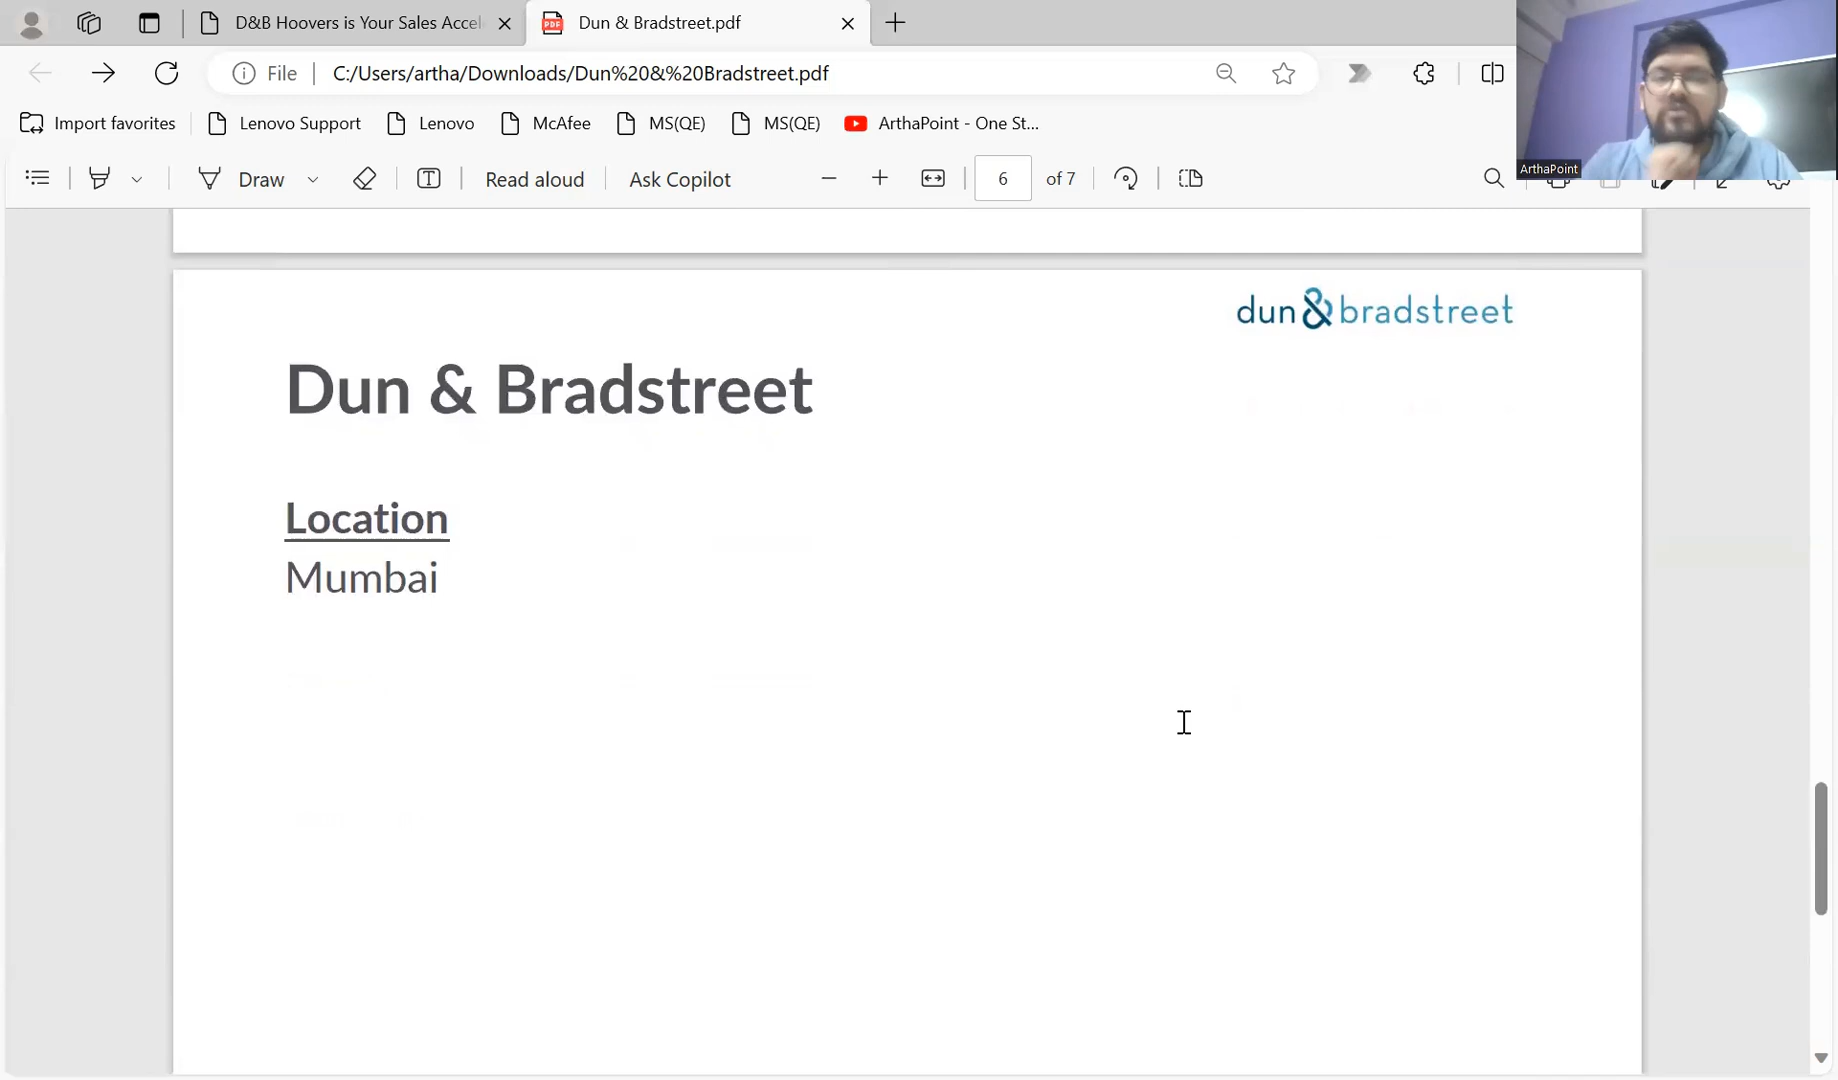 D&B Hoovers is Your Sales Accel
Dun & Bradstreet.pdf
File
C:/Users/artha/Downloads/Dun%20&%20Bradstreet.pdf
Import favorites
Lenovo Support
Lenovo
McAfee
MS(QE)
MS(QE)
ArthaPoint - One St...
ArthaPoint
Draw
Read aloud
Ask Copilot
6
of 7
dun & bradstreet
Dun & Bradstreet
Location
Mumbai